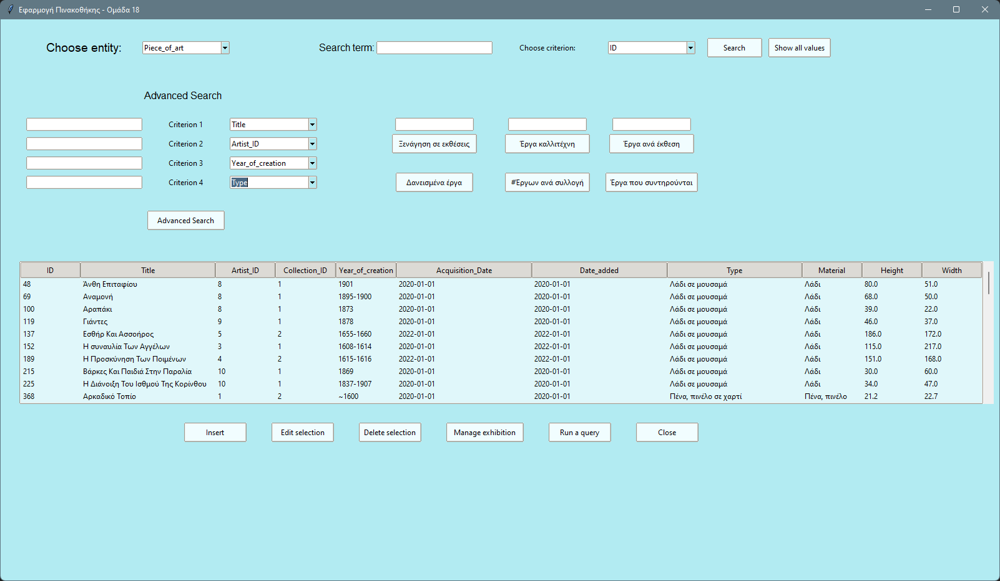 Εφαρμογή Πινακοθήκης - Ομάδα 18
Choose entity: Piece_of_art Search term: Choose criterion: ID Search Show all values
Advanced Search
Criterion 1 Title
Criterion 2 Artist_ID Ξενάγηση σε εκθέσεις Έργα καλλιτέχνη Έργα ανά έκθεση
Criterion 3 Year_of_creation
Criterion 4 Type Δανεισμένα έργα #Έργων ανά συλλογή Έργα που συντηρούνται
Advanced Search
ID Title Artist_ID Collection_ID Year_of_creation Acquisition_Date Date_added Type Material Height Width
48 Άνθη Επιταφίου 8 1 1901 2020-01-01 2020-01-01 Λάδι σε μουσαμά Λάδι 80.0 51.0
69 Αναμονή 8 1 1895-1900 2020-01-01 2020-01-01 Λάδι σε μουσαμά Λάδι 68.0 50.0
100 Αραπάκι 8 1 1873 2020-01-01 2020-01-01 Λάδι σε μουσαμά Λάδι 39.0 22.0
119 Γιάντες 9 1 1878 2020-01-01 2020-01-01 Λάδι σε μουσαμά Λάδι 46.0 37.0
137 Εσθήρ Και Ασσοήρος 5 2 1655-1660 2022-01-01 2022-01-01 Λάδι σε μουσαμά Λάδι 186.0 172.0
152 Η συναυλία Των Αγγέλων 3 1 1608-1614 2020-01-01 2022-01-01 Λάδι σε μουσαμά Λάδι 115.0 217.0
189 Η Προσκύνηση Των Ποιμένων 4 2 1615-1616 2022-01-01 2022-01-01 Λάδι σε μουσαμά Λάδι 151.0 168.0
215 Βάρκες Και Παιδιά Στην Παραλία 10 1 1869 2020-01-01 2020-01-01 Λάδι σε μουσαμά Λάδι 30.0 60.0
225 Η Διάνοιξη Του Ισθμού Της Κορίνθου 10 1 1837-1907 2020-01-01 2020-01-01 Λάδι σε μουσαμά Λάδι 34.0 47.0
368 Αρκαδικό Τοπίο 1 2 ~1600 2020-01-01 2020-01-01 Πένα, πινέλο σε χαρτί Πένα, πινέλο 21.2 22.7
Insert Edit selection Delete selection Manage exhibition Run a query Close